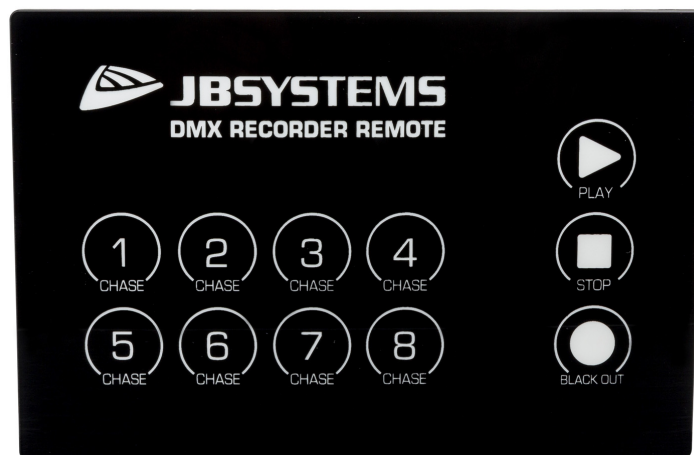 JBSYSTEMS
DMX RECORDER REMOTE
PLAY
1 2 3 4
CHASE CHASE CHASE CHASE
STOP
5 6 7 8
CHASE CHASE CHASE CHASE
BLACK OUT